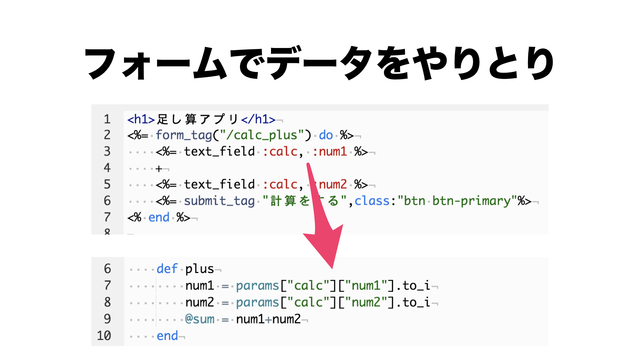 フォームでデータをやりとり
1 <h1>足し算アプリ</h1>
2 <%= form_tag("/calc_plus") do %>
3 <%= text_field :calc, :num1 %>
4 +
5 <%= text_field :calc, :num2 %>
6 <%= submit_tag "計算をする",class:"btn btn-primary"%>
7 <% end %>
8
6 def plus
7 num1 = params["calc"]["num1"].to_i
8 num2 = params["calc"]["num2"].to_i
9 @sum = num1+num2
10 end